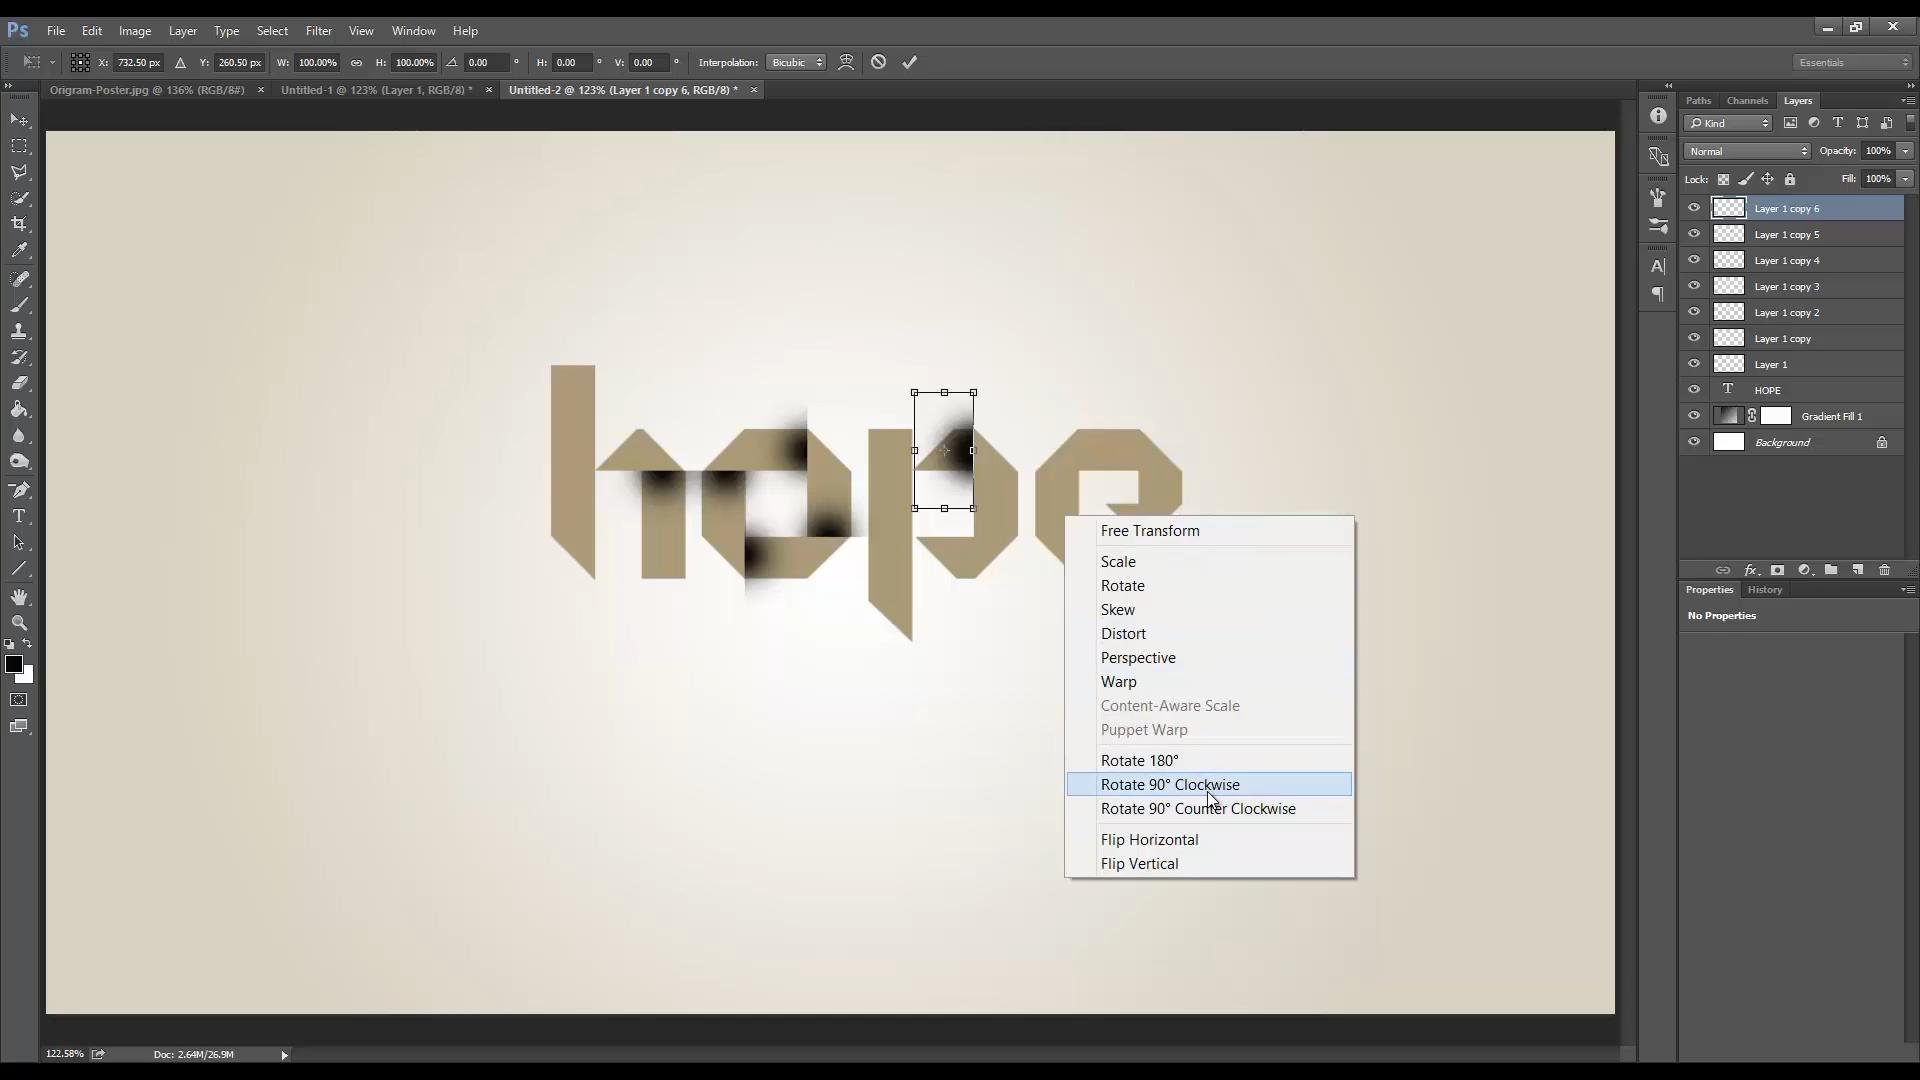 Ps File Edit Image Layer Type Select Filter View Window Help
X: 732.50 px Y: 260.50 px W: 100.00% H: 100.00% 0.00 ° H: 0.00 ° V: 0.00 ° Interpolation: Bicubic Essentials
Origram-Poster.jpg @ 136% (RGB/8#) × Untitled-1 @ 123% (Layer 1, RGB/8) * × Untitled-2 @ 123% (Layer 1 copy 6, RGB/8) * ×
hope
Free Transform
Scale
Rotate
Skew
Distort
Perspective
Warp
Content-Aware Scale
Puppet Warp
Rotate 180°
Rotate 90° Clockwise
Rotate 90° Counter Clockwise
Flip Horizontal
Flip Vertical
Paths Channels Layers
Kind
Normal Opacity: 100%
Lock: Fill: 100%
Layer 1 copy 6
Layer 1 copy 5
Layer 1 copy 4
Layer 1 copy 3
Layer 1 copy 2
Layer 1 copy
Layer 1
T HOPE
Gradient Fill 1
Background
fx
Properties History
No Properties
122.58% Doc: 2.64M/26.9M